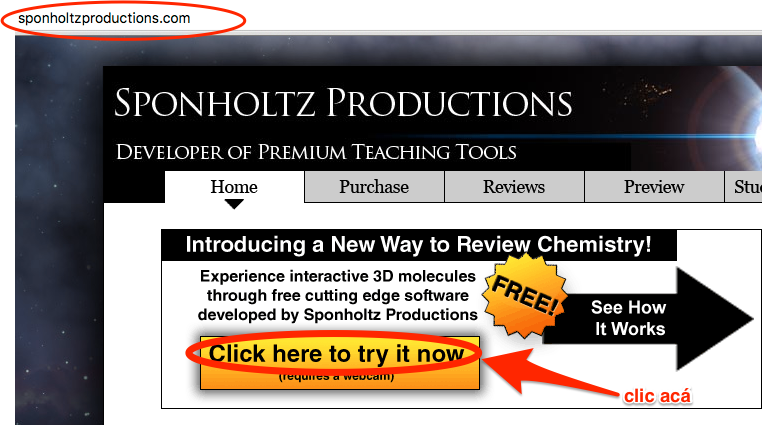 sponholtzproductions.com
SPONHOLTZ PRODUCTIONS
DEVELOPER OF PREMIUM TEACHING TOOLS
Home
Purchase
Reviews
Preview
Stu
Introducing a New Way to Review Chemistry!
Experience interactive 3D molecules
through free cutting edge software
developed by Sponholtz Productions
FREE!
See How
It Works
Click here to try it now
(requires a webcam)
clic acá